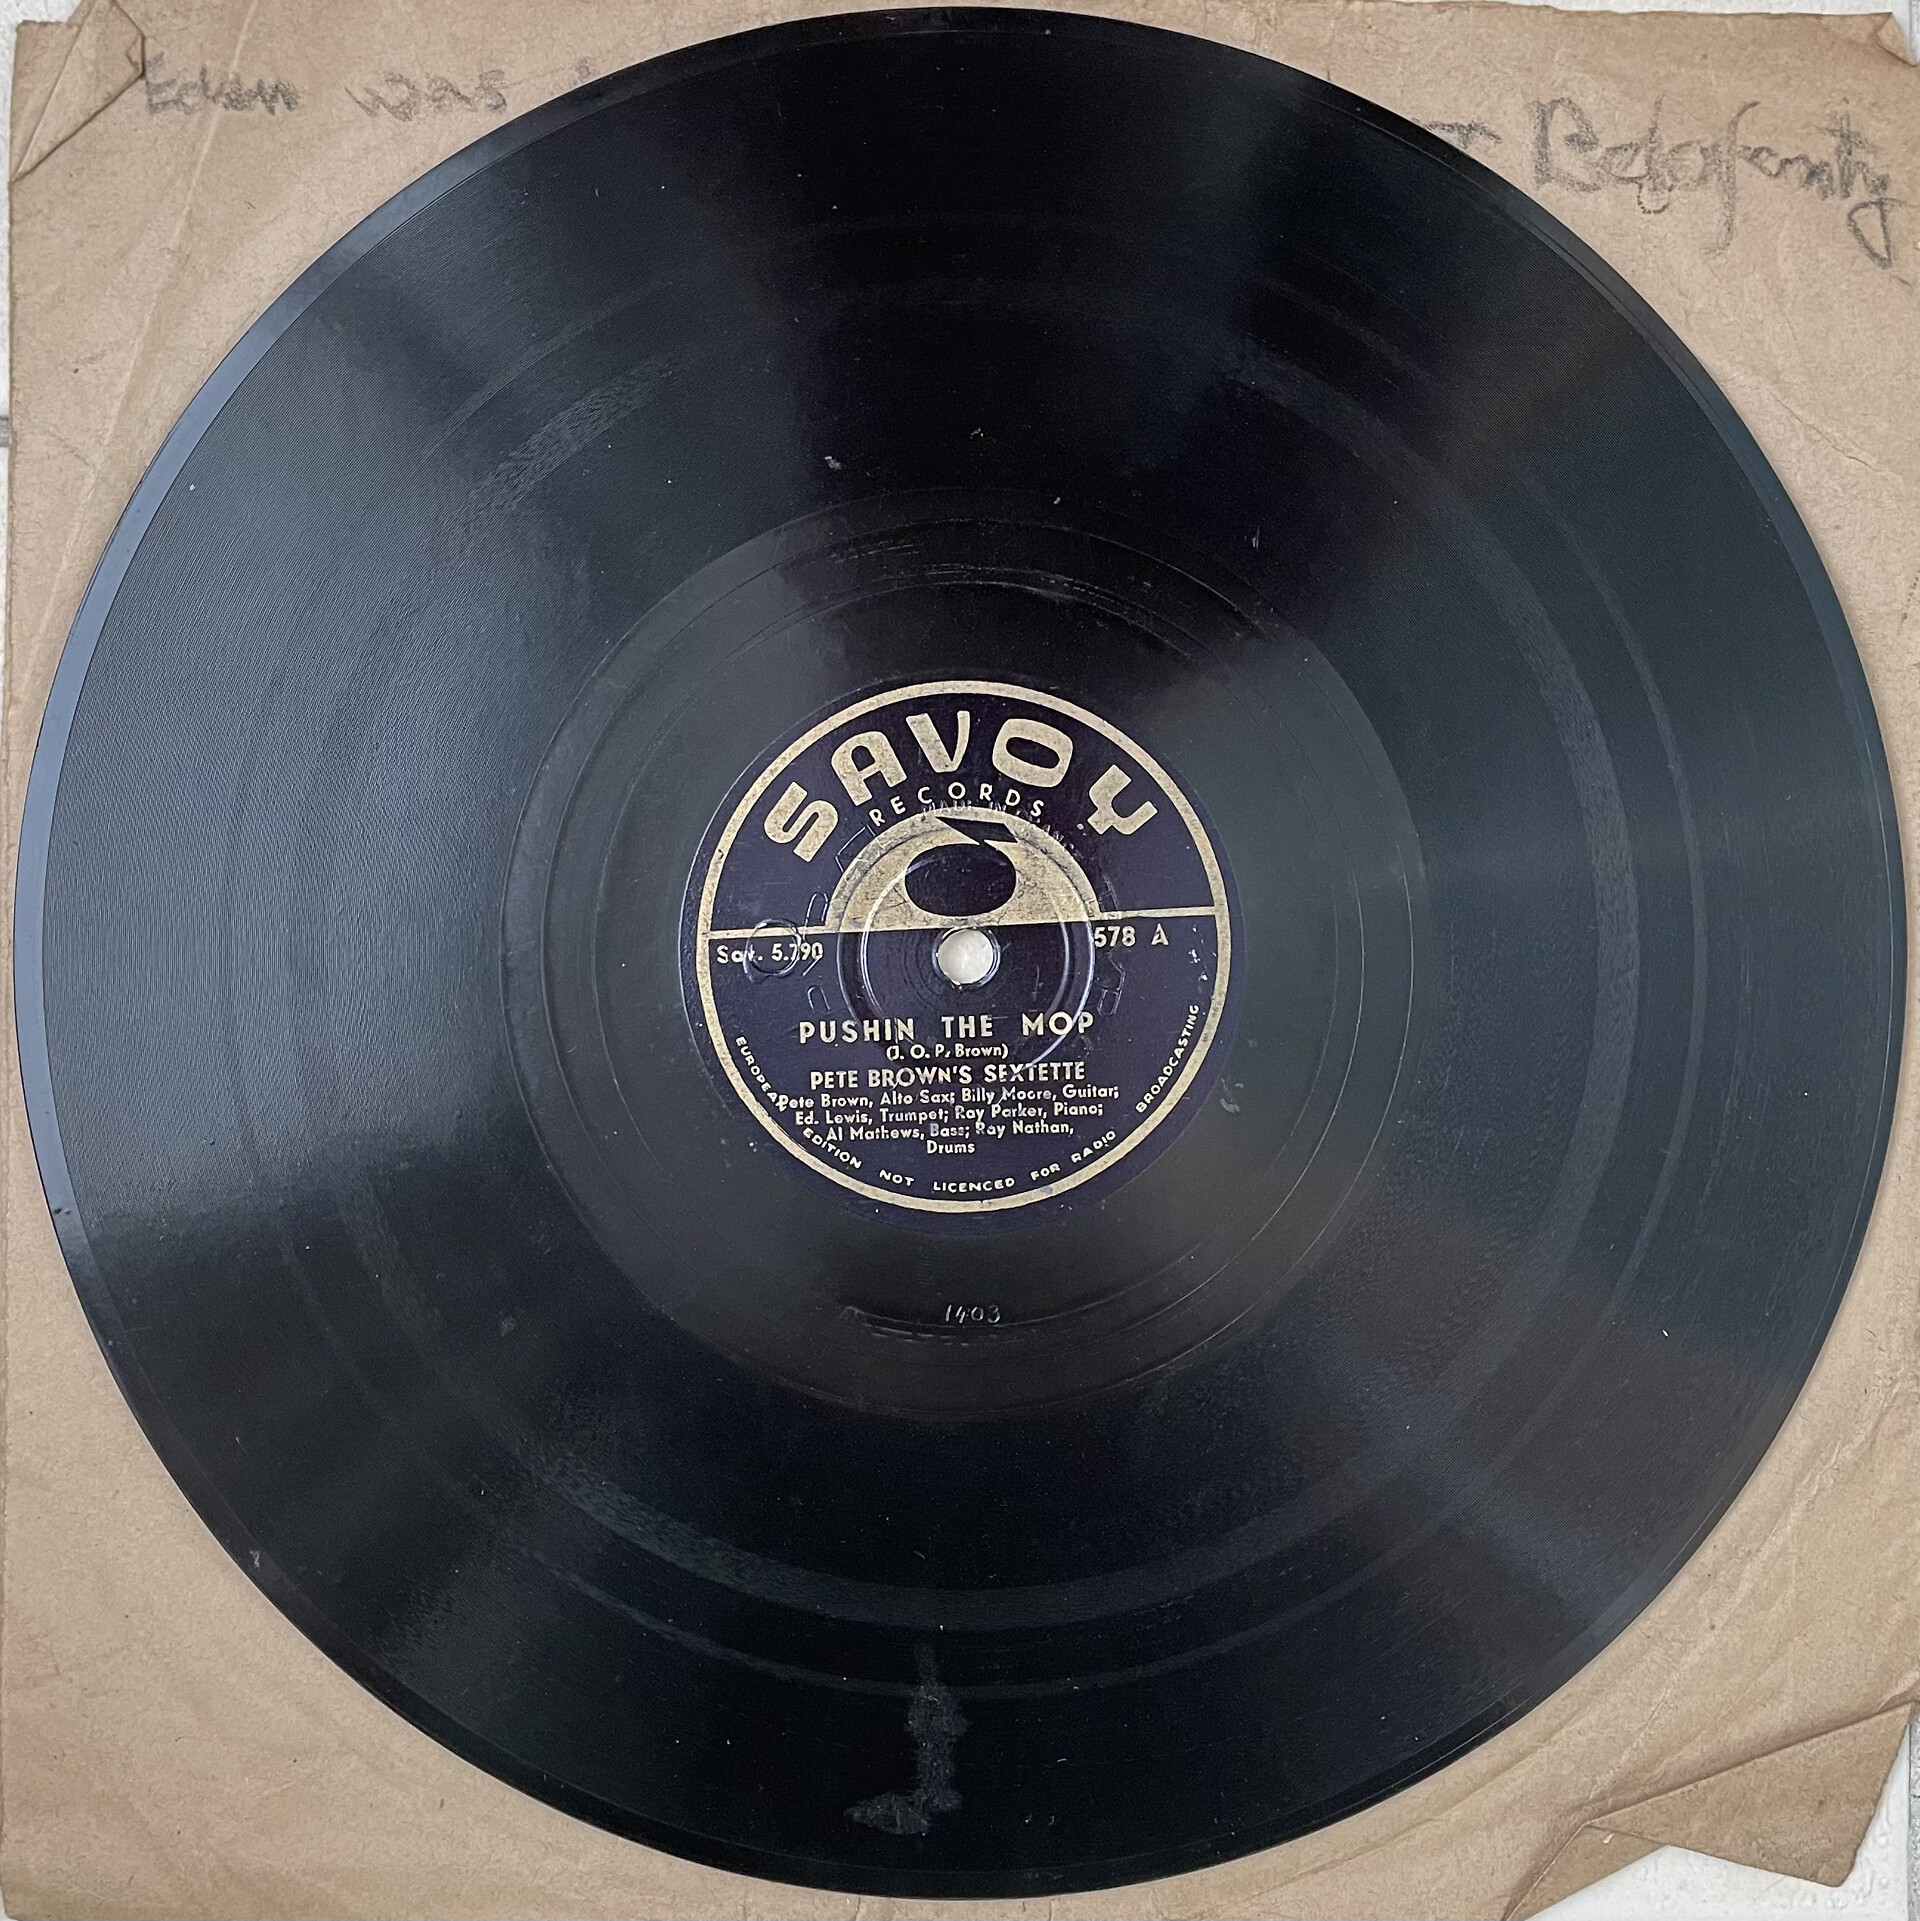 Eden was
Belafonty
SAVOY
RECORDS
Sav. 5.790
578 A
PUSHIN THE MOP
(J. O. P. Brown)
PETE BROWN'S SEXTETTE
Pete Brown, Alto Sax; Billy Moore, Guitar;
Ed. Lewis, Trumpet; Ray Parker, Piano;
Al Mathews, Bass; Ray Nathan,
Drums
EUROPEAN EDITION NOT LICENCED FOR RADIO BROADCASTING
1403